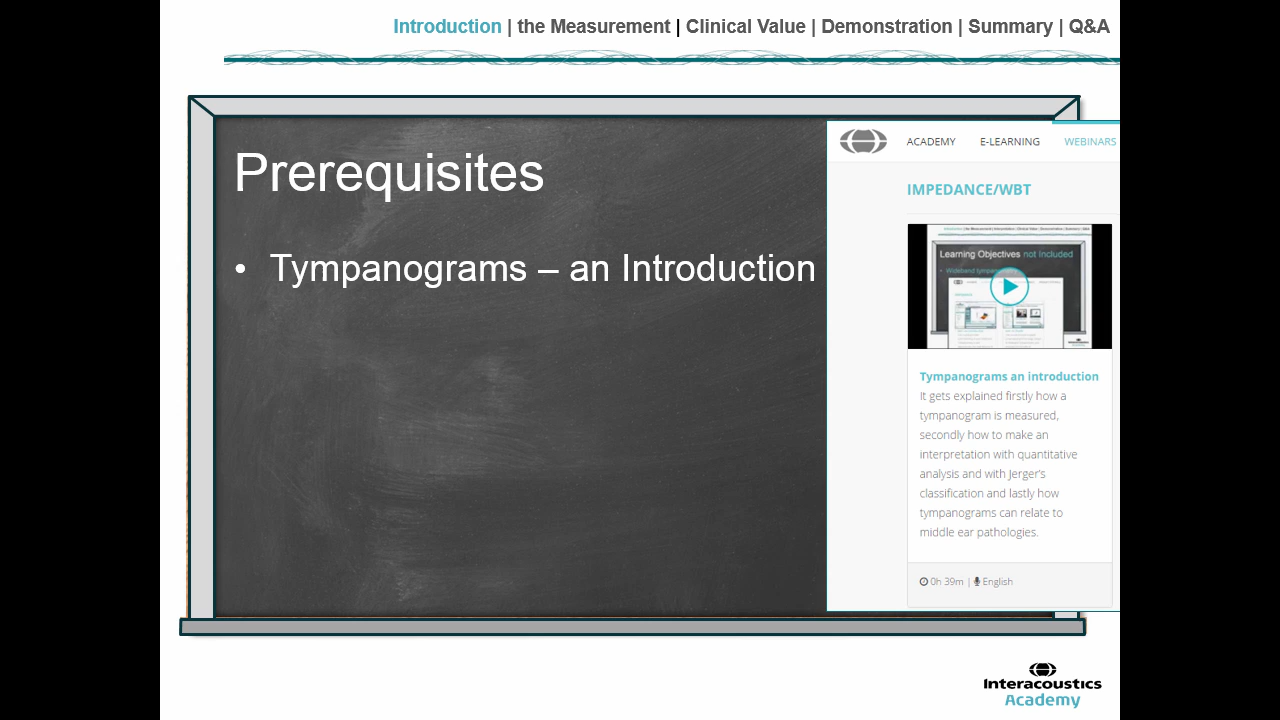 Introduction | the Measurement | Clinical Value | Demonstration | Summary | Q&A
Prerequisites
• Tympanograms – an Introduction
ACADEMY E-LEARNING WEBINARS
IMPEDANCE/WBT
Learning Objectives not Included
Tympanograms an introduction
It gets explained firstly how a
tympanogram is measured,
secondly how to make an
interpretation with quantitative
analysis and with Jerger's
classification and lastly how
tympanograms can relate to
middle ear pathologies.
0h 39m | English
Interacoustics
Academy